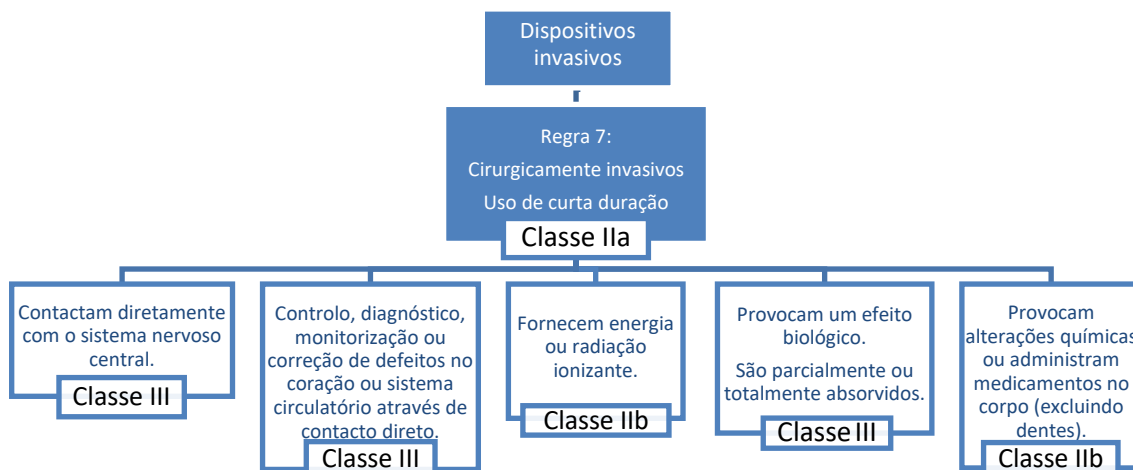 Dispositivos
invasivos
Regra 7:
Cirurgicamente invasivos
Uso de curta duração
Classe IIa
Contactam diretamente
com o sistema nervoso
central.
Classe III
Controlo, diagnóstico,
monitorização ou
correção de defeitos no
coração ou sistema
circulatório através de
contacto direto.
Classe III
Fornecem energia
ou radiação
ionizante.
Classe IIb
Provocam um efeito
biológico.
São parcialmente ou
totalmente absorvidos.
Classe III
Provocam
alterações químicas
ou administram
medicamentos no
corpo (excluindo
dentes).
Classe IIb